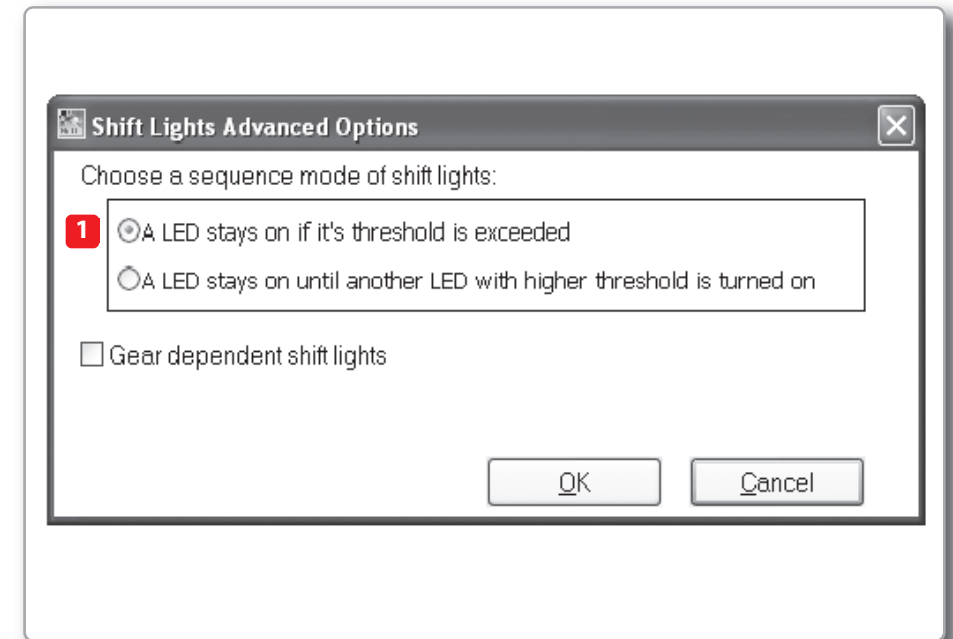 Shift Lights Advanced Options
Choose a sequence mode of shift lights:
1
A LED stays on if it's threshold is exceeded
A LED stays on until another LED with higher threshold is turned on
Gear dependent shift lights
OK
Cancel